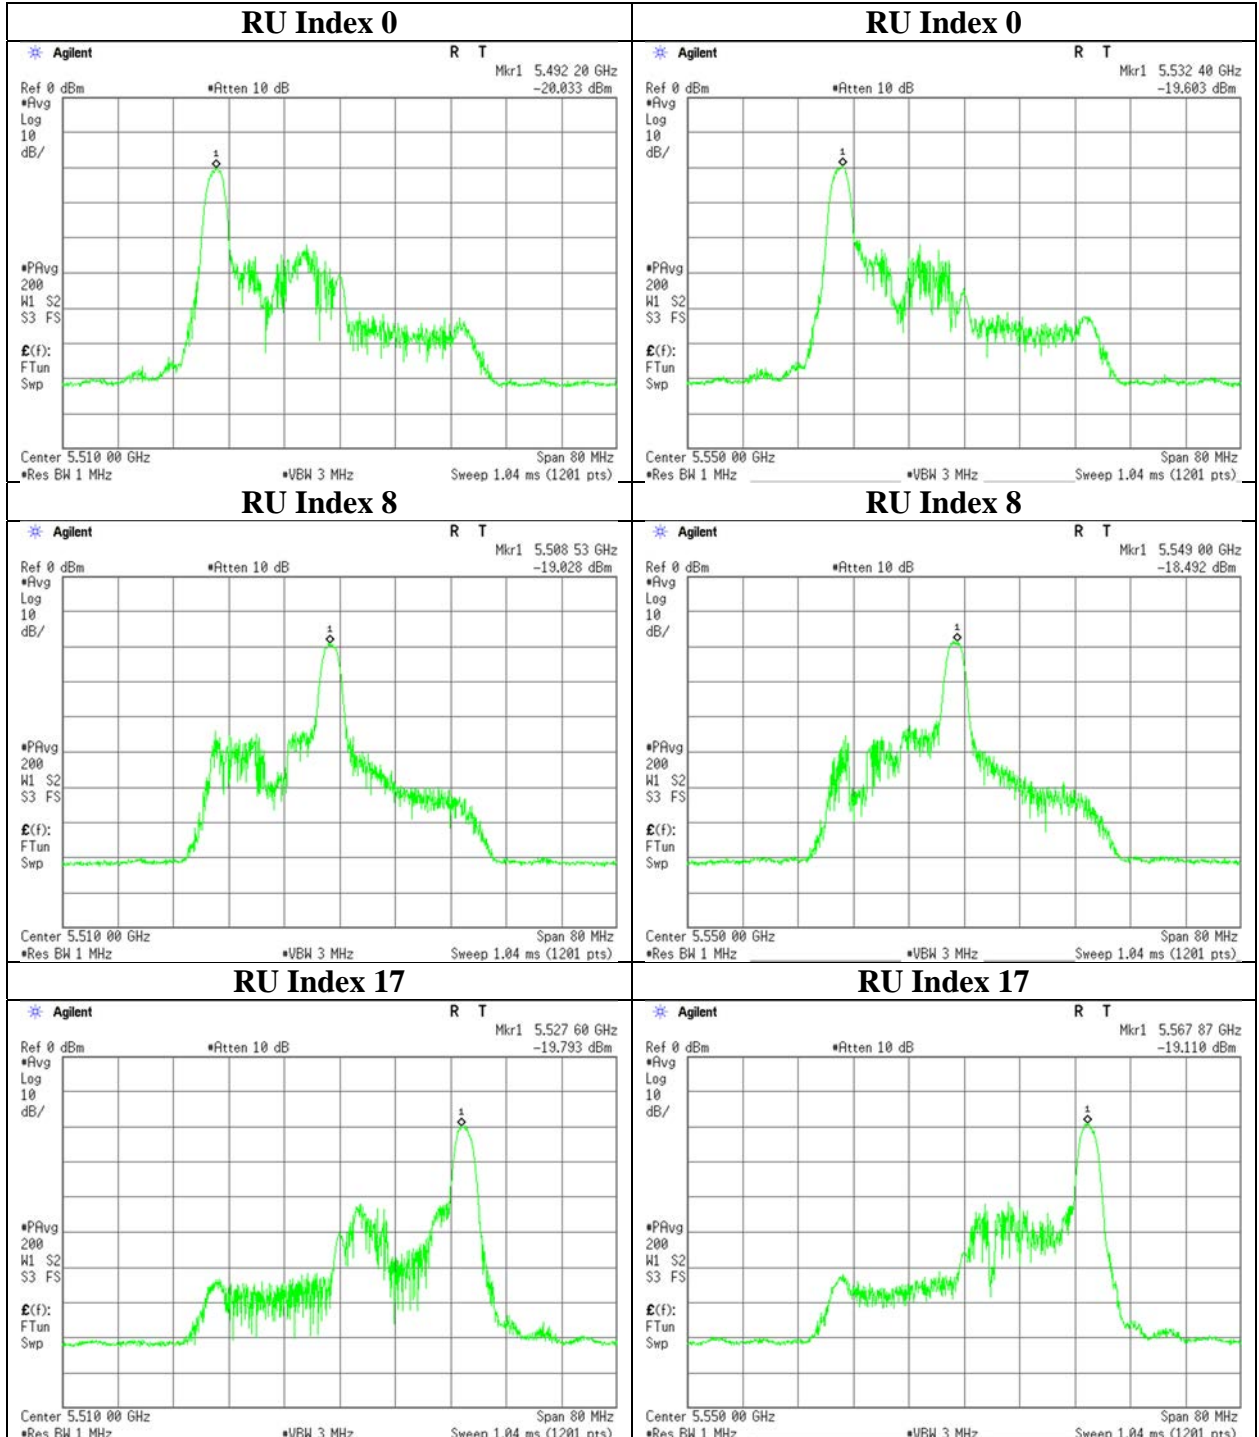 RU Index 0
RU Index 0
Agilent R T
Mkr1 5.492 20 GHz
Ref 0 dBm #Atten 10 dB -20.033 dBm
#Avg
Log
10
dB/
1
#PAvg
200
W1 S2
S3 FS
£(f):
FTun
Swp
Center 5.510 00 GHz Span 80 MHz
#Res BW 1 MHz #VBW 3 MHz Sweep 1.04 ms (1201 pts)
Agilent R T
Mkr1 5.532 40 GHz
Ref 0 dBm #Atten 10 dB -19.603 dBm
#Avg
Log
10
dB/
1
#PAvg
200
W1 S2
S3 FS
£(f):
FTun
Swp
Center 5.550 00 GHz Span 80 MHz
#Res BW 1 MHz #VBW 3 MHz Sweep 1.04 ms (1201 pts)
RU Index 8
RU Index 8
Agilent R T
Mkr1 5.508 53 GHz
Ref 0 dBm #Atten 10 dB -19.028 dBm
#Avg
Log
10
dB/
1
#PAvg
200
W1 S2
S3 FS
£(f):
FTun
Swp
Center 5.510 00 GHz Span 80 MHz
#Res BW 1 MHz #VBW 3 MHz Sweep 1.04 ms (1201 pts)
Agilent R T
Mkr1 5.549 00 GHz
Ref 0 dBm #Atten 10 dB -18.492 dBm
#Avg
Log
10
dB/
1
#PAvg
200
W1 S2
S3 FS
£(f):
FTun
Swp
Center 5.550 00 GHz Span 80 MHz
#Res BW 1 MHz #VBW 3 MHz Sweep 1.04 ms (1201 pts)
RU Index 17
RU Index 17
Agilent R T
Mkr1 5.527 60 GHz
Ref 0 dBm #Atten 10 dB -19.793 dBm
#Avg
Log
10
dB/
1
#PAvg
200
W1 S2
S3 FS
£(f):
FTun
Swp
Center 5.510 00 GHz Span 80 MHz
#Res BW 1 MHz #VBW 3 MHz Sweep 1.04 ms (1201 pts)
Agilent R T
Mkr1 5.567 87 GHz
Ref 0 dBm #Atten 10 dB -19.110 dBm
#Avg
Log
10
dB/
1
#PAvg
200
W1 S2
S3 FS
£(f):
FTun
Swp
Center 5.550 00 GHz Span 80 MHz
#Res BW 1 MHz #VBW 3 MHz Sweep 1.04 ms (1201 pts)